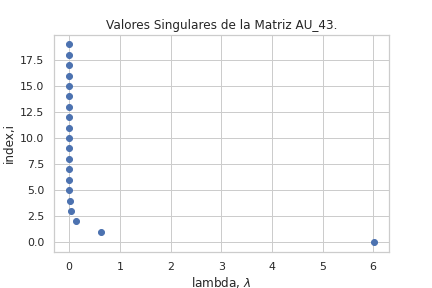 Valores Singulares de la Matriz AU_43.
17.5
15.0
12.5
10.0
7.5
5.0
2.5
0.0
index,i
0 1 2 3 4 5 6
lambda, λ